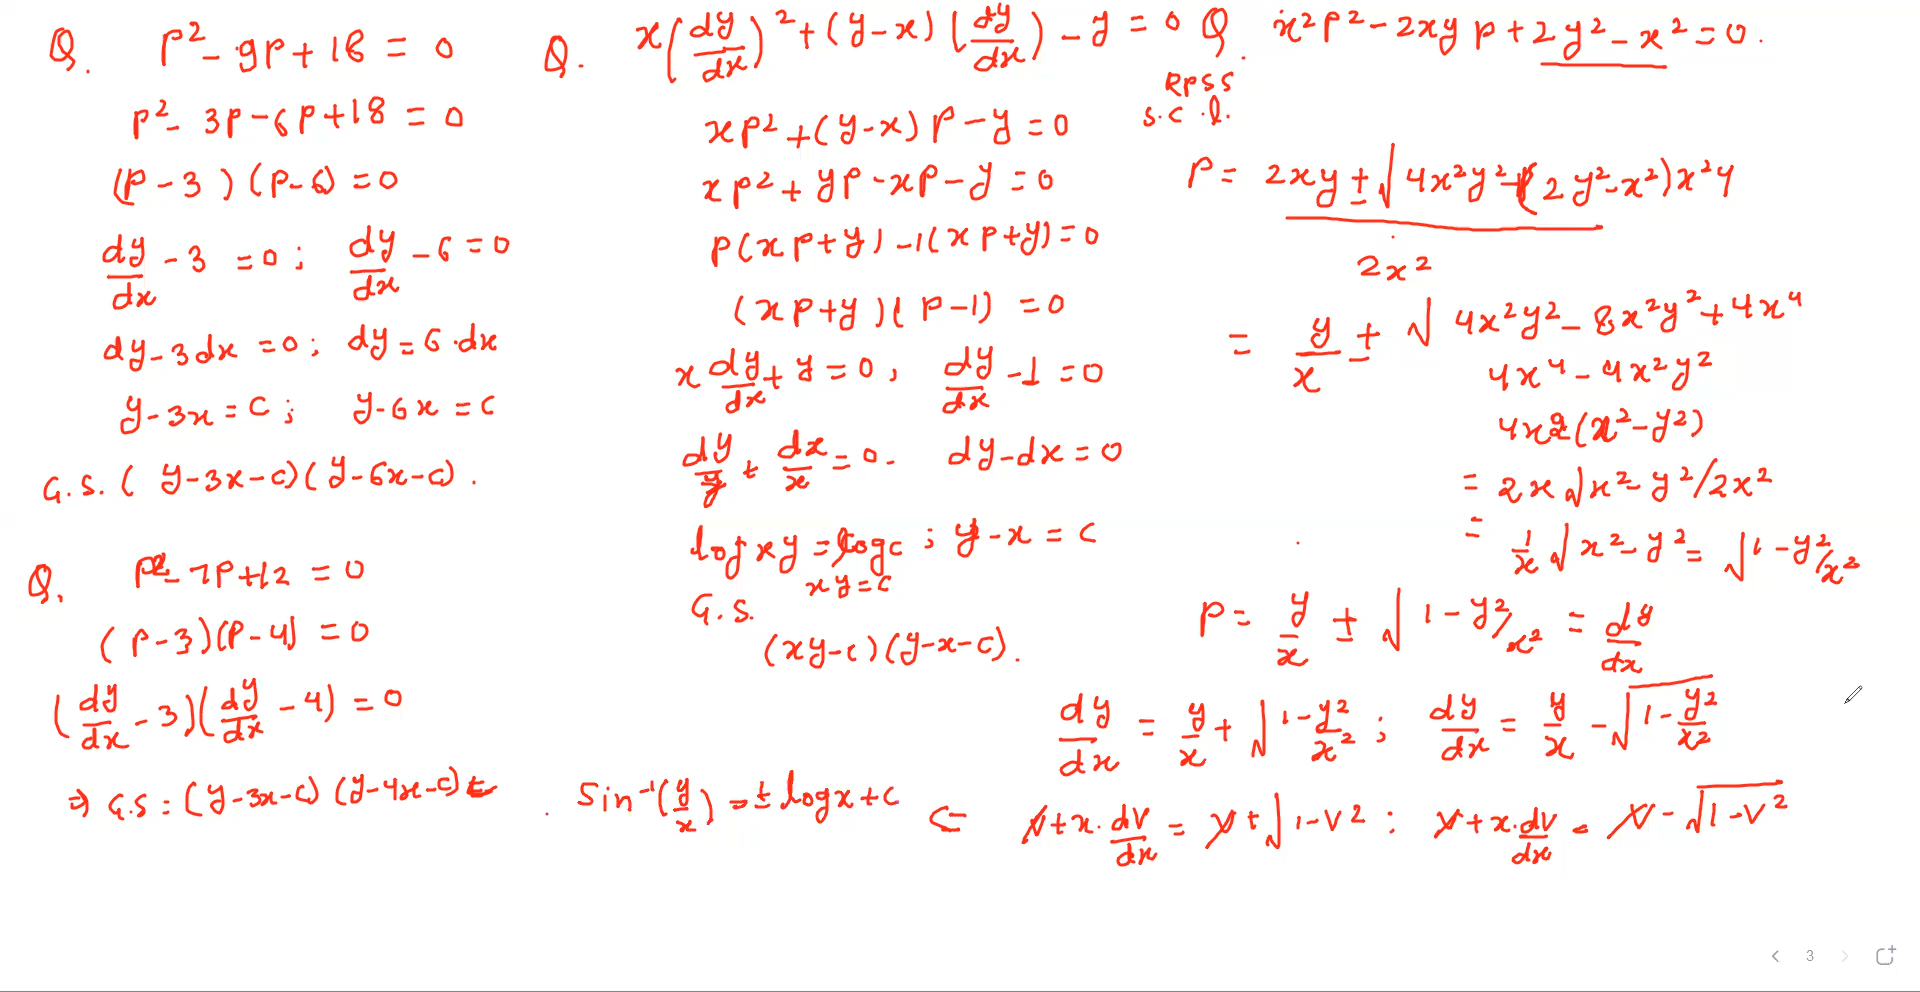 Q. p² - 9p + 18 = 0
p² - 3p - 6p + 18 = 0
(p - 3)(p - 6) = 0
dy/dx - 3 = 0 ; dy/dx - 6 = 0
dy - 3dx = 0 ; dy = 6·dx
y - 3x = c ; y - 6x = c
G.S. (y - 3x - c)(y - 6x - c).
Q. p² - 7p + 12 = 0
(p - 3)(p - 4) = 0
(dy/dx - 3)(dy/dx - 4) = 0
⇒ G.S = (y - 3x - c)(y - 4x - c)
Q. x(dy/dx)² + (y - x)(dy/dx) - y = 0
xp² + (y - x)p - y = 0
xp² + yp - xp - y = 0
p(xp + y) - 1(xp + y) = 0
(xp + y)(p - 1) = 0
x dy/dx + y = 0 , dy/dx - 1 = 0
dy/y + dx/x = 0. dy - dx = 0
log xy = log c ; y - x = c
xy = c
G.S.
(xy - c)(y - x - c).
Q. x²p² - 2xy p + 2y² - x² = 0.
RPSS
S.C.l.
p = 2xy ± √4x²y² - (2y² - x²)x²4
2x²
= y/x ± √ 4x²y² - 8x²y² + 4x⁴
4x⁴ - 4x²y²
4x²(x² - y²)
= 2x√x² - y²/2x²
= 1/x √x² - y² = √1 - y²/x²
p = y/x ± √1 - y²/x² = dy/dx
dy/dx = y/x + √1 - y²/x² ; dy/dx = y/x - √1 - y²/x²
sin⁻¹(y/x) = ± log x + c ⇐ v + x·dv/dx = v + √1 - v² ; v + x·dv/dx = v - √1 - v²
3